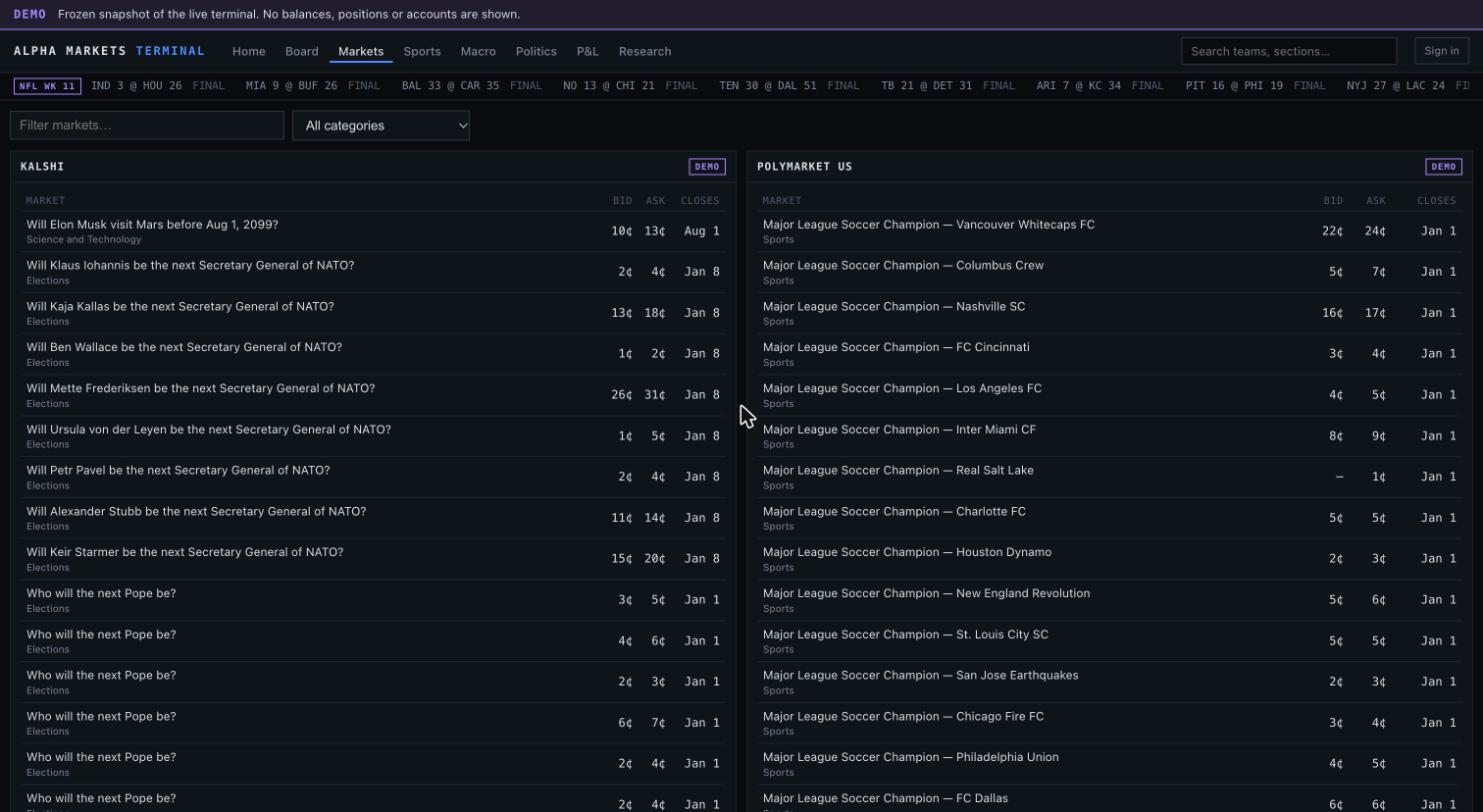 DEMO Frozen snapshot of the live terminal. No balances, positions or accounts are shown.
ALPHA MARKETS TERMINAL Home Board Markets Sports Macro Politics P&L Research Search teams, sections... Sign in
NFL WK 11 IND 3 @ HOU 26 FINAL MIA 9 @ BUF 26 FINAL BAL 33 @ CAR 35 FINAL NO 13 @ CHI 21 FINAL TEN 30 @ DAL 51 FINAL TB 21 @ DET 31 FINAL ARI 7 @ KC 34 FINAL PIT 16 @ PHI 19 FINAL NYJ 27 @ LAC 24
Filter markets... All categories
KALSHI DEMO
MARKET BID ASK CLOSES
Will Elon Musk visit Mars before Aug 1, 2099? 10¢ 13¢ Aug 1
Science and Technology
Will Klaus Iohannis be the next Secretary General of NATO? 2¢ 4¢ Jan 8
Elections
Will Kaja Kallas be the next Secretary General of NATO? 13¢ 18¢ Jan 8
Elections
Will Ben Wallace be the next Secretary General of NATO? 1¢ 2¢ Jan 8
Elections
Will Mette Frederiksen be the next Secretary General of NATO? 26¢ 31¢ Jan 8
Elections
Will Ursula von der Leyen be the next Secretary General of NATO? 1¢ 5¢ Jan 8
Elections
Will Petr Pavel be the next Secretary General of NATO? 2¢ 4¢ Jan 8
Elections
Will Alexander Stubb be the next Secretary General of NATO? 11¢ 14¢ Jan 8
Elections
Will Keir Starmer be the next Secretary General of NATO? 15¢ 20¢ Jan 8
Elections
Who will the next Pope be? 3¢ 5¢ Jan 1
Elections
Who will the next Pope be? 4¢ 6¢ Jan 1
Elections
Who will the next Pope be? 2¢ 3¢ Jan 1
Elections
Who will the next Pope be? 6¢ 7¢ Jan 1
Elections
Who will the next Pope be? 2¢ 4¢ Jan 1
Elections
Who will the next Pope be? 2¢ 4¢ Jan 1
POLYMARKET US DEMO
MARKET BID ASK CLOSES
Major League Soccer Champion — Vancouver Whitecaps FC 22¢ 24¢ Jan 1
Sports
Major League Soccer Champion — Columbus Crew 5¢ 7¢ Jan 1
Sports
Major League Soccer Champion — Nashville SC 16¢ 17¢ Jan 1
Sports
Major League Soccer Champion — FC Cincinnati 3¢ 4¢ Jan 1
Sports
Major League Soccer Champion — Los Angeles FC 4¢ 5¢ Jan 1
Sports
Major League Soccer Champion — Inter Miami CF 8¢ 9¢ Jan 1
Sports
Major League Soccer Champion — Real Salt Lake — 1¢ Jan 1
Sports
Major League Soccer Champion — Charlotte FC 5¢ 5¢ Jan 1
Sports
Major League Soccer Champion — Houston Dynamo 2¢ 3¢ Jan 1
Sports
Major League Soccer Champion — New England Revolution 5¢ 6¢ Jan 1
Sports
Major League Soccer Champion — St. Louis City SC 5¢ 5¢ Jan 1
Sports
Major League Soccer Champion — San Jose Earthquakes 2¢ 3¢ Jan 1
Sports
Major League Soccer Champion — Chicago Fire FC 3¢ 4¢ Jan 1
Sports
Major League Soccer Champion — Philadelphia Union 4¢ 5¢ Jan 1
Sports
Major League Soccer Champion — FC Dallas 6¢ 6¢ Jan 1